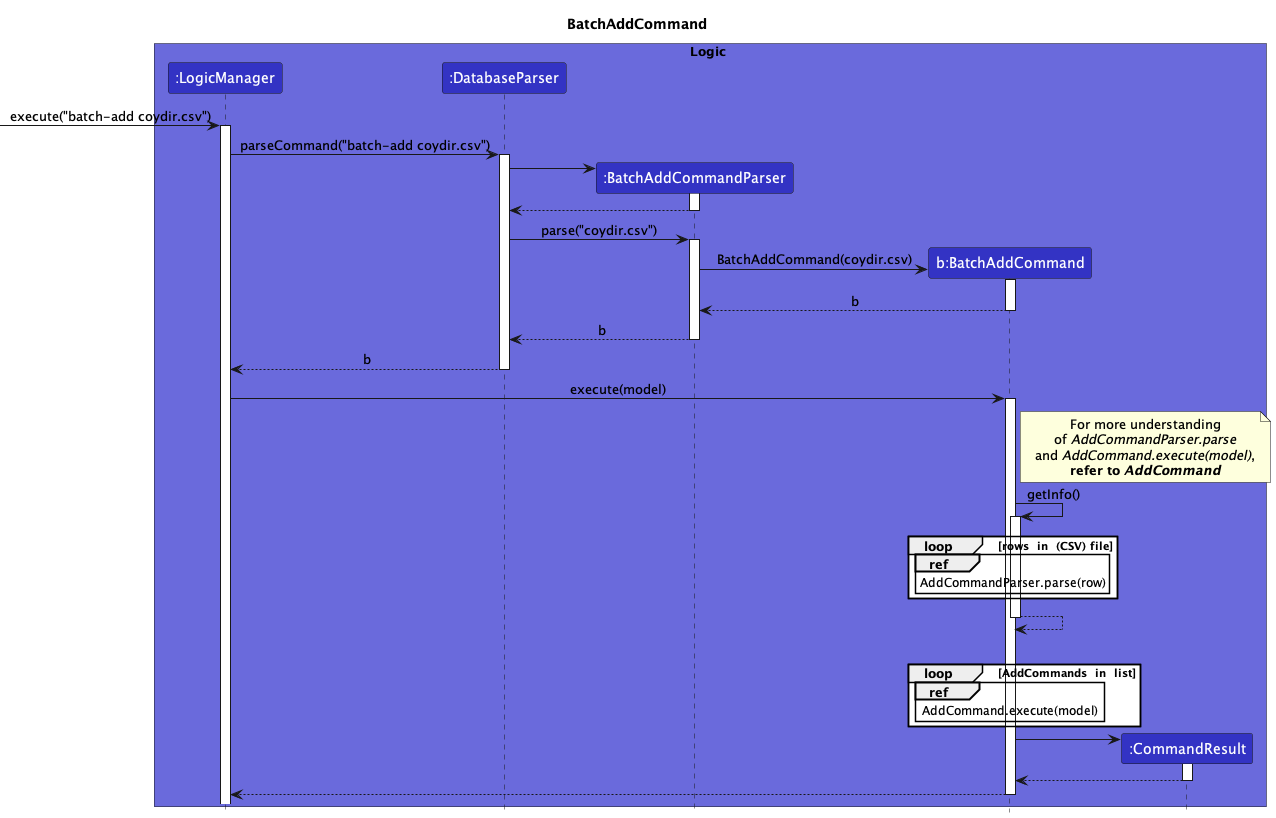 BatchAddCommand
Logic
:LogicManager
:DatabaseParser
execute("batch-add coydir.csv")
parseCommand("batch-add coydir.csv")
:BatchAddCommandParser
parse("coydir.csv")
BatchAddCommand(coydir.csv)
b:BatchAddCommand
b
b
b
execute(model)
For more understanding
of AddCommandParser.parse
and AddCommand.execute(model),
refer to AddCommand
getInfo()
loop [rows in (CSV) file]
ref
AddCommandParser.parse(row)
loop [AddCommands in list]
ref
AddCommand.execute(model)
:CommandResult